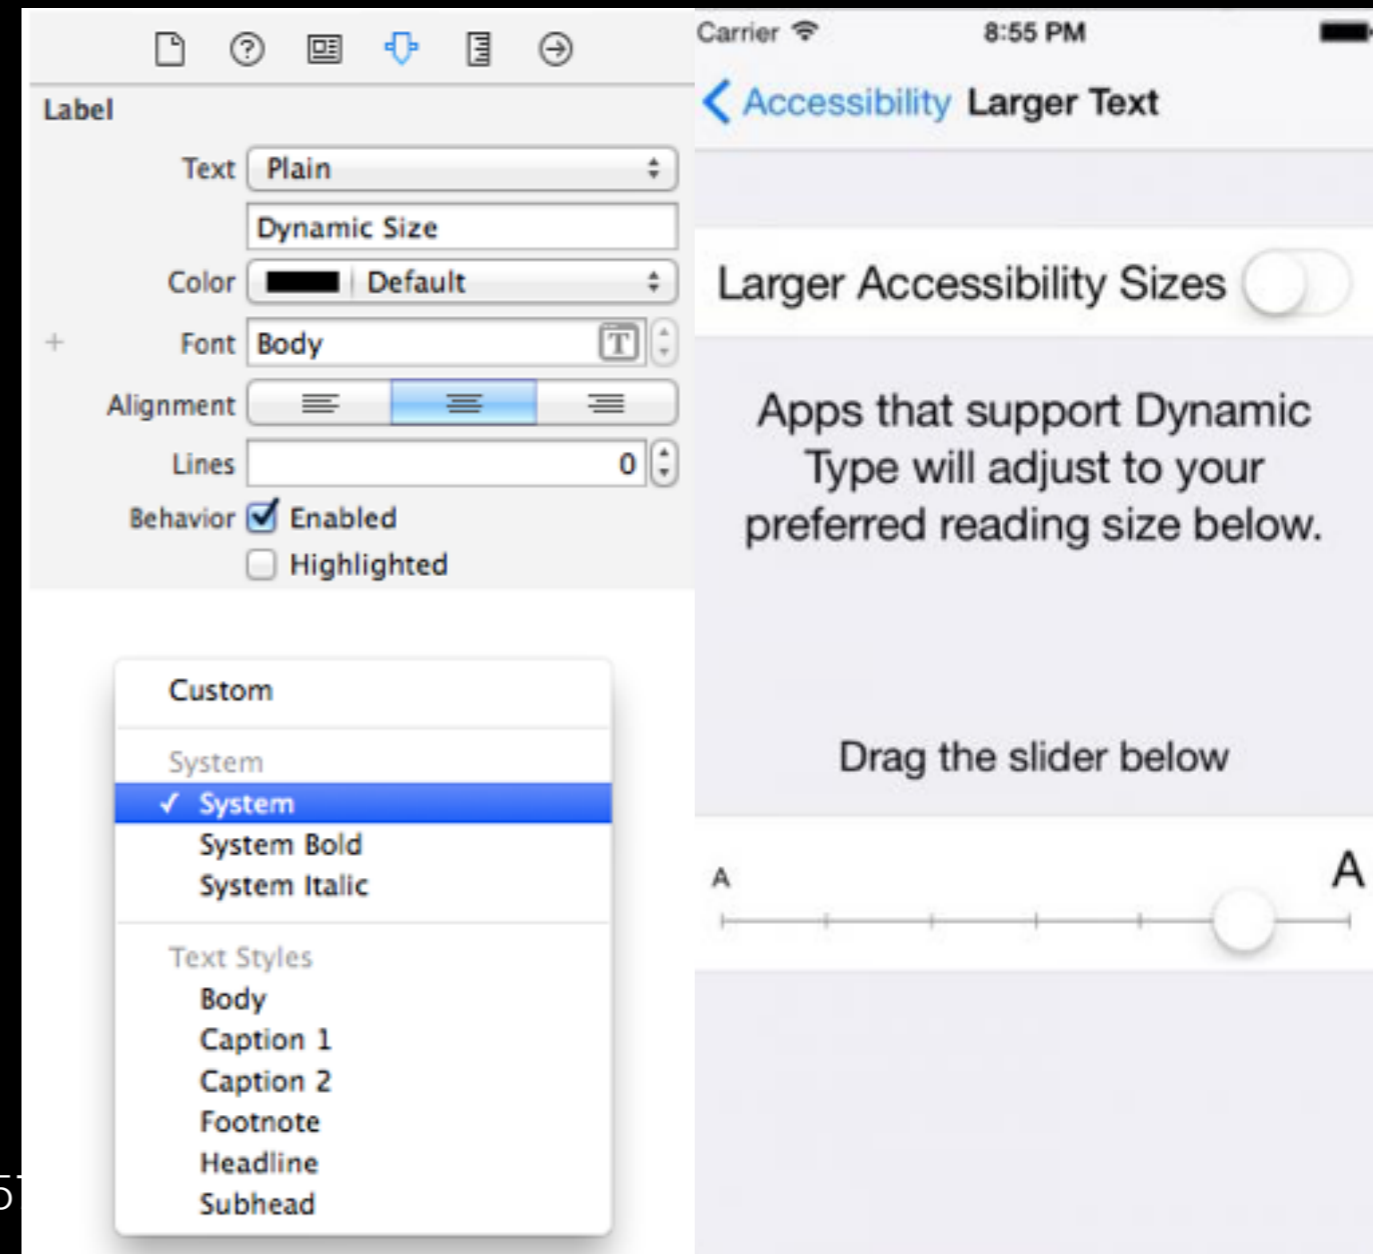 Label
Text Plain
Dynamic Size
Color Default
+ Font Body T
Alignment
Lines 0
Behavior Enabled
Highlighted
Custom
System
✓ System
System Bold
System Italic
Text Styles
Body
Caption 1
Caption 2
Footnote
Headline
Subhead
Carrier 8:55 PM
Accessibility Larger Text
Larger Accessibility Sizes
Apps that support Dynamic
Type will adjust to your
preferred reading size below.
Drag the slider below
A A